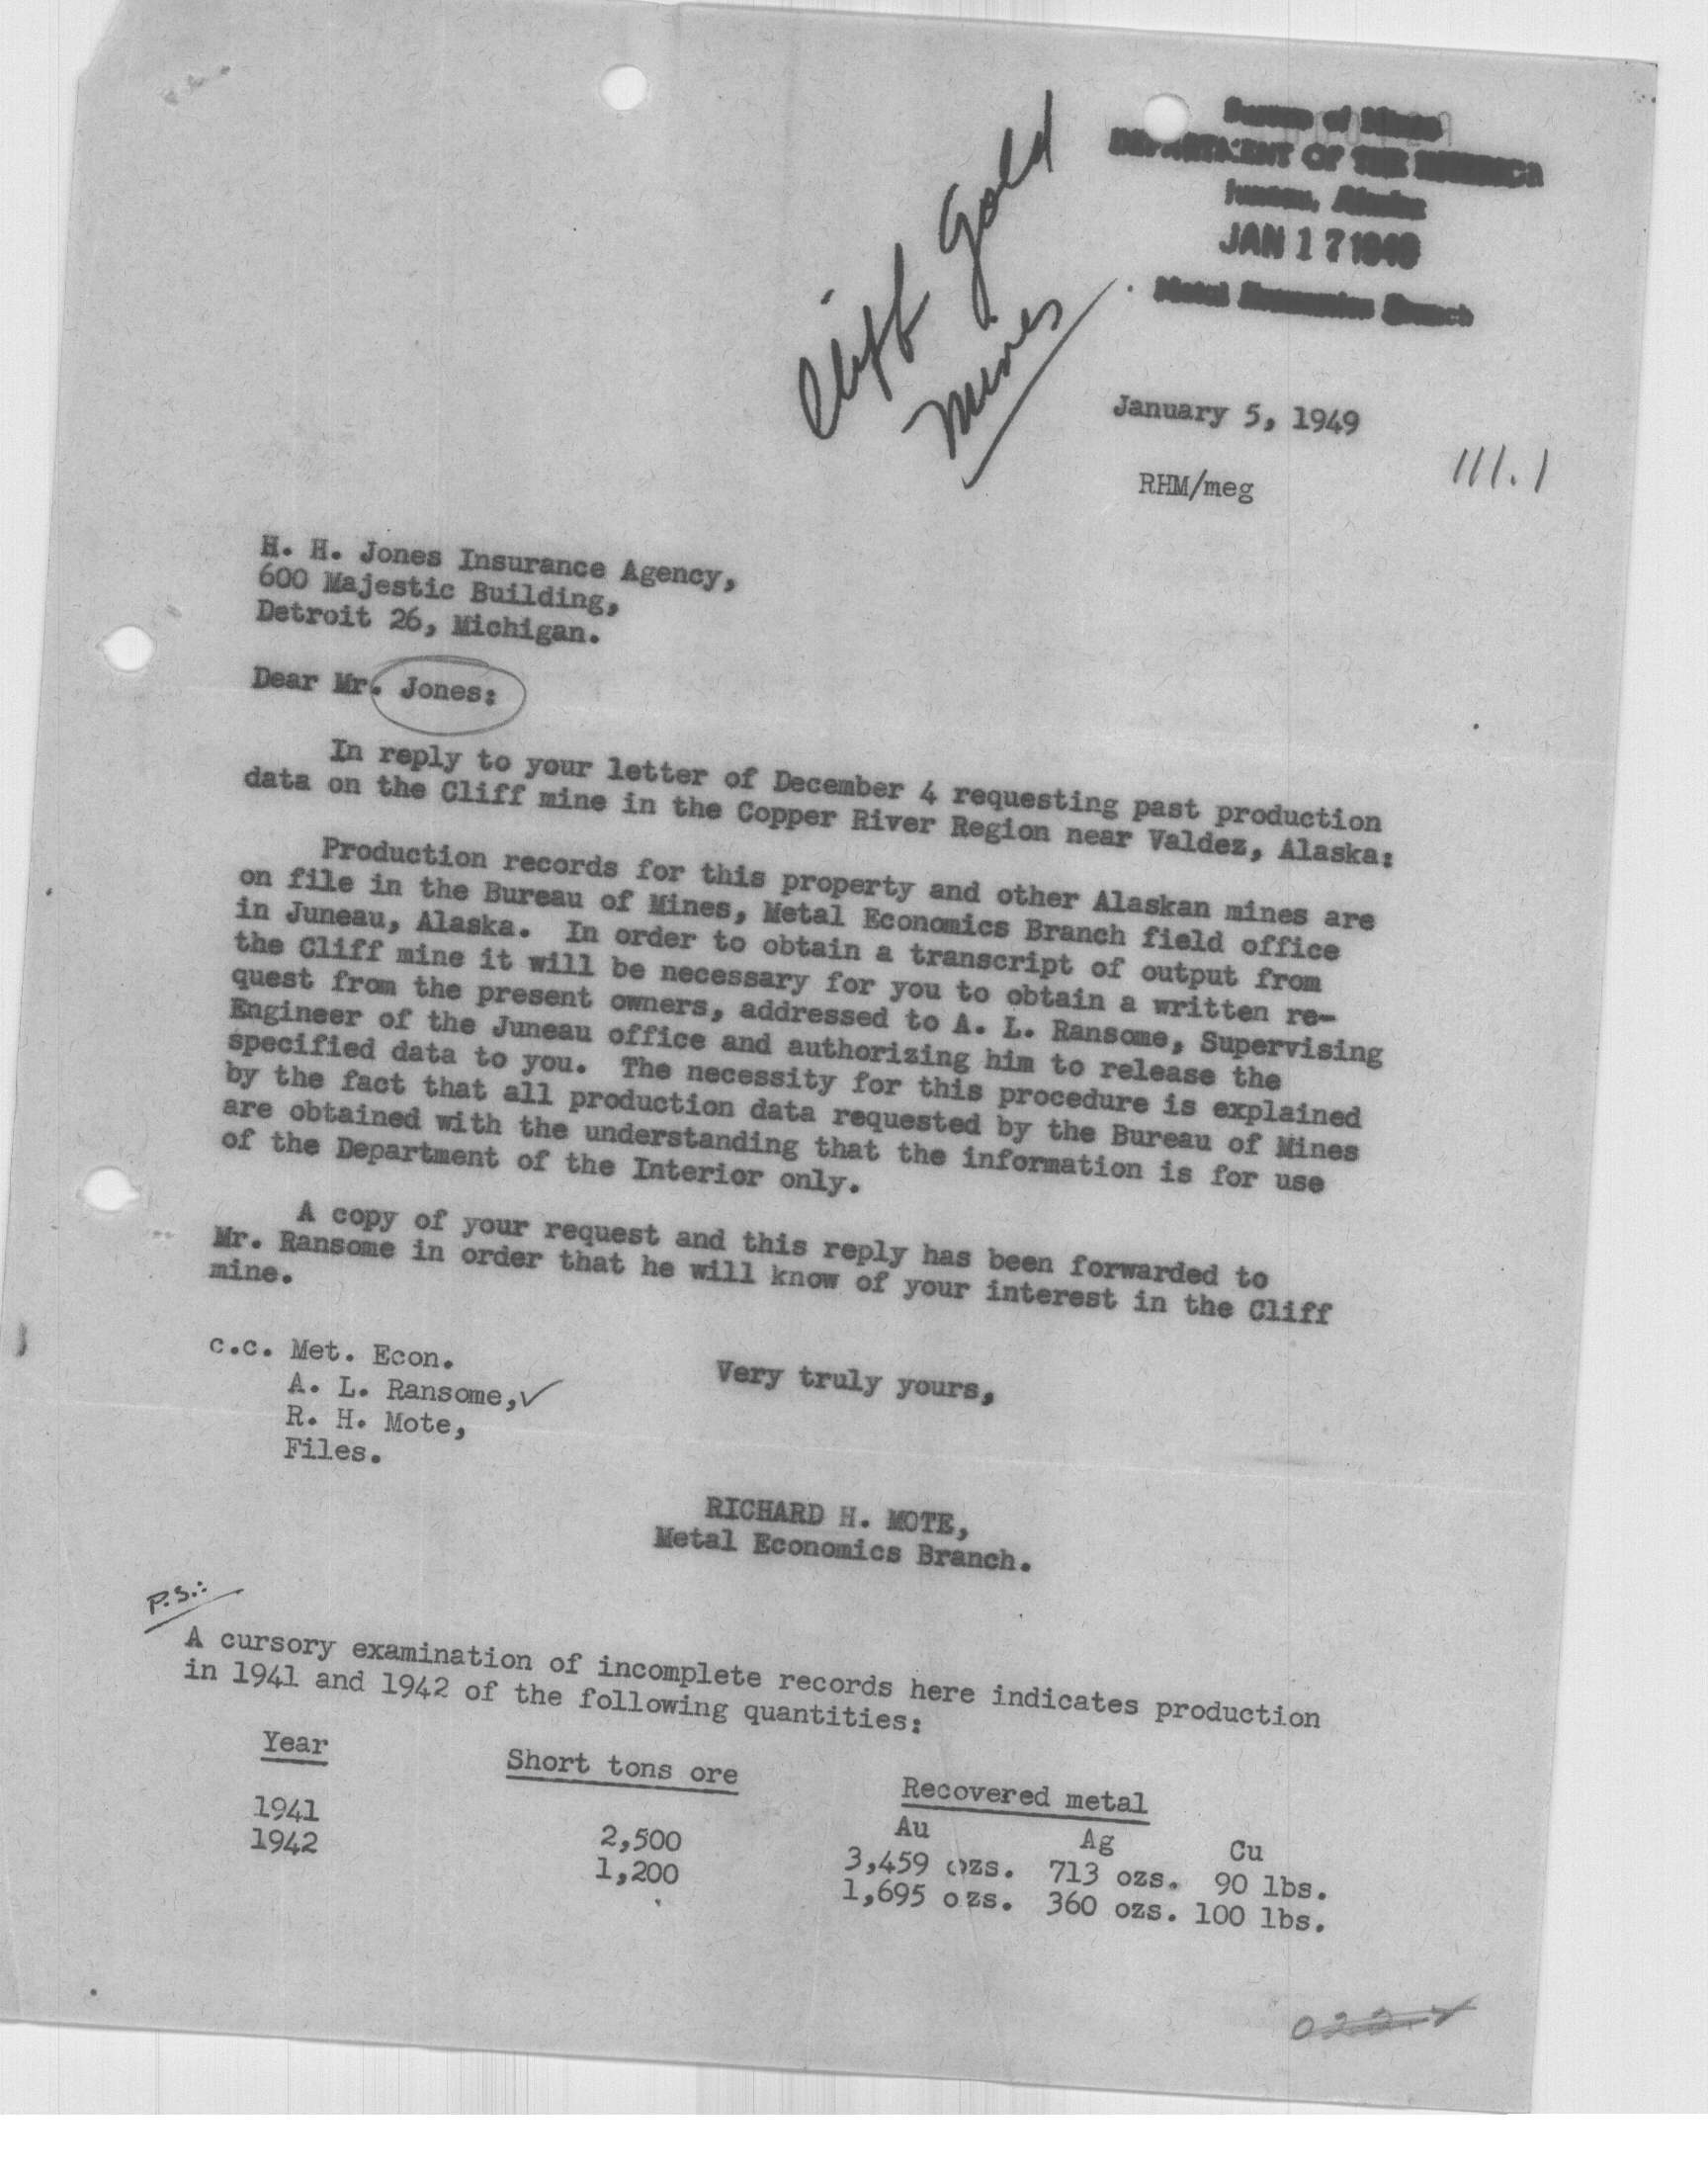 Bureau of Mines
DEPARTMENT OF THE INTERIOR
Juneau, Alaska
JAN 17 1949
Metal Economics Branch
Cliff Gold
Mines
January 5, 1949
111.1
RHM/meg
H. H. Jones Insurance Agency,
600 Majestic Building,
Detroit 26, Michigan.
Dear Mr. Jones:
In reply to your letter of December 4 requesting past production
data on the Cliff mine in the Copper River Region near Valdez, Alaska:
Production records for this property and other Alaskan mines are
on file in the Bureau of Mines, Metal Economics Branch field office
in Juneau, Alaska. In order to obtain a transcript of output from
the Cliff mine it will be necessary for you to obtain a written re-
quest from the present owners, addressed to A. L. Ransome, Supervising
Engineer of the Juneau office and authorizing him to release the
specified data to you. The necessity for this procedure is explained
by the fact that all production data requested by the Bureau of Mines
are obtained with the understanding that the information is for use
of the Department of the Interior only.
A copy of your request and this reply has been forwarded to
Mr. Ransome in order that he will know of your interest in the Cliff
mine.
c.c. Met. Econ.
A. L. Ransome,✓
R. H. Mote,
Files.
Very truly yours,
RICHARD H. MOTE,
Metal Economics Branch.
P.S.:
A cursory examination of incomplete records here indicates production
in 1941 and 1942 of the following quantities:
Year Short tons ore Recovered metal
Au Ag Cu
1941 2,500 3,459 ozs. 713 ozs. 90 lbs.
1942 1,200 1,695 ozs. 360 ozs. 100 lbs.